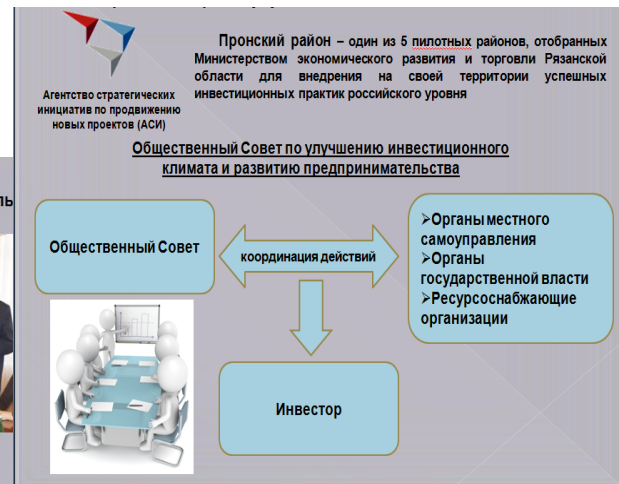 Пронский район – один из 5 пилотных районов, отобранных
Министерством экономического развития и торговли Рязанской
области для внедрения на своей территории успешных
инвестиционных практик российского уровня
Агентство стратегических
инициатив по продвижению
новых проектов (АСИ)
Общественный Совет по улучшению инвестиционного
климата и развитию предпринимательства
Общественный Совет
координация действий
➢Органы местного
самоуправления
➢Органы
государственной власти
➢Ресурсоснабжающие
организации
Инвестор